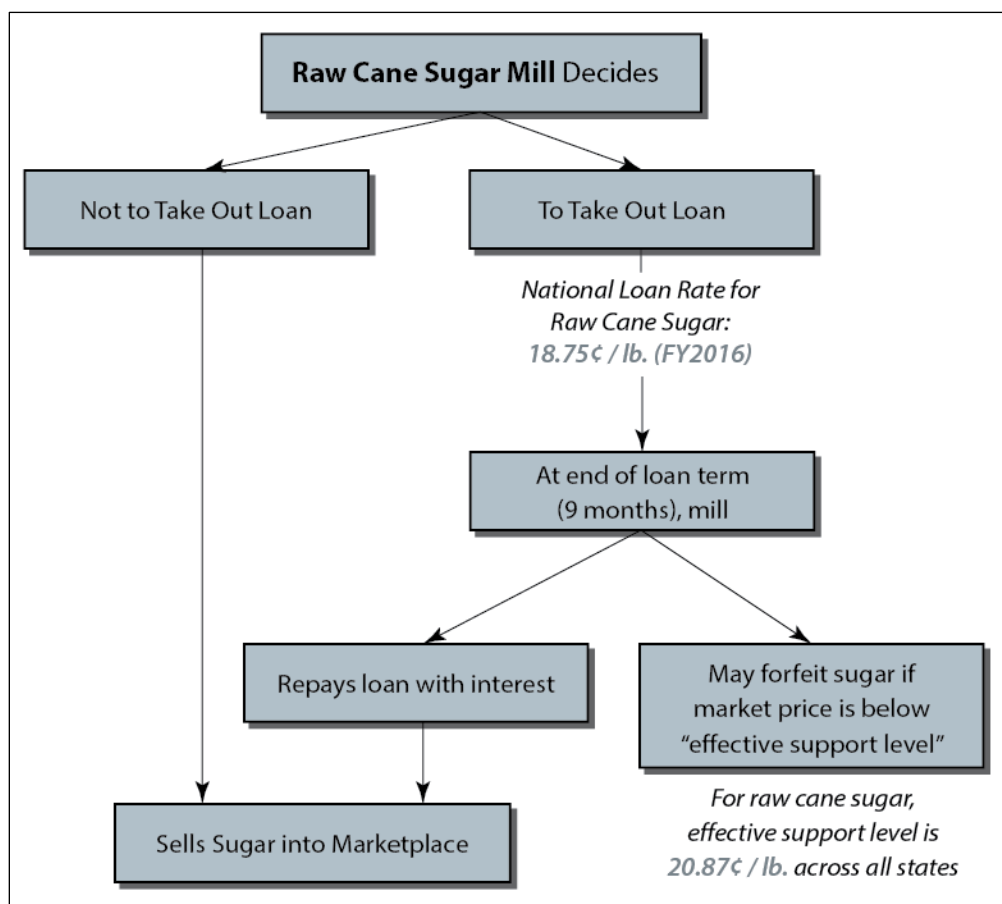 Raw Cane Sugar Mill Decides
Not to Take Out Loan
To Take Out Loan
National Loan Rate for
Raw Cane Sugar:
18.75¢ / lb. (FY2016)
At end of loan term
(9 months), mill
Repays loan with interest
May forfeit sugar if
market price is below
“effective support level”
Sells Sugar into Marketplace
For raw cane sugar,
effective support level is
20.87¢ / lb. across all states